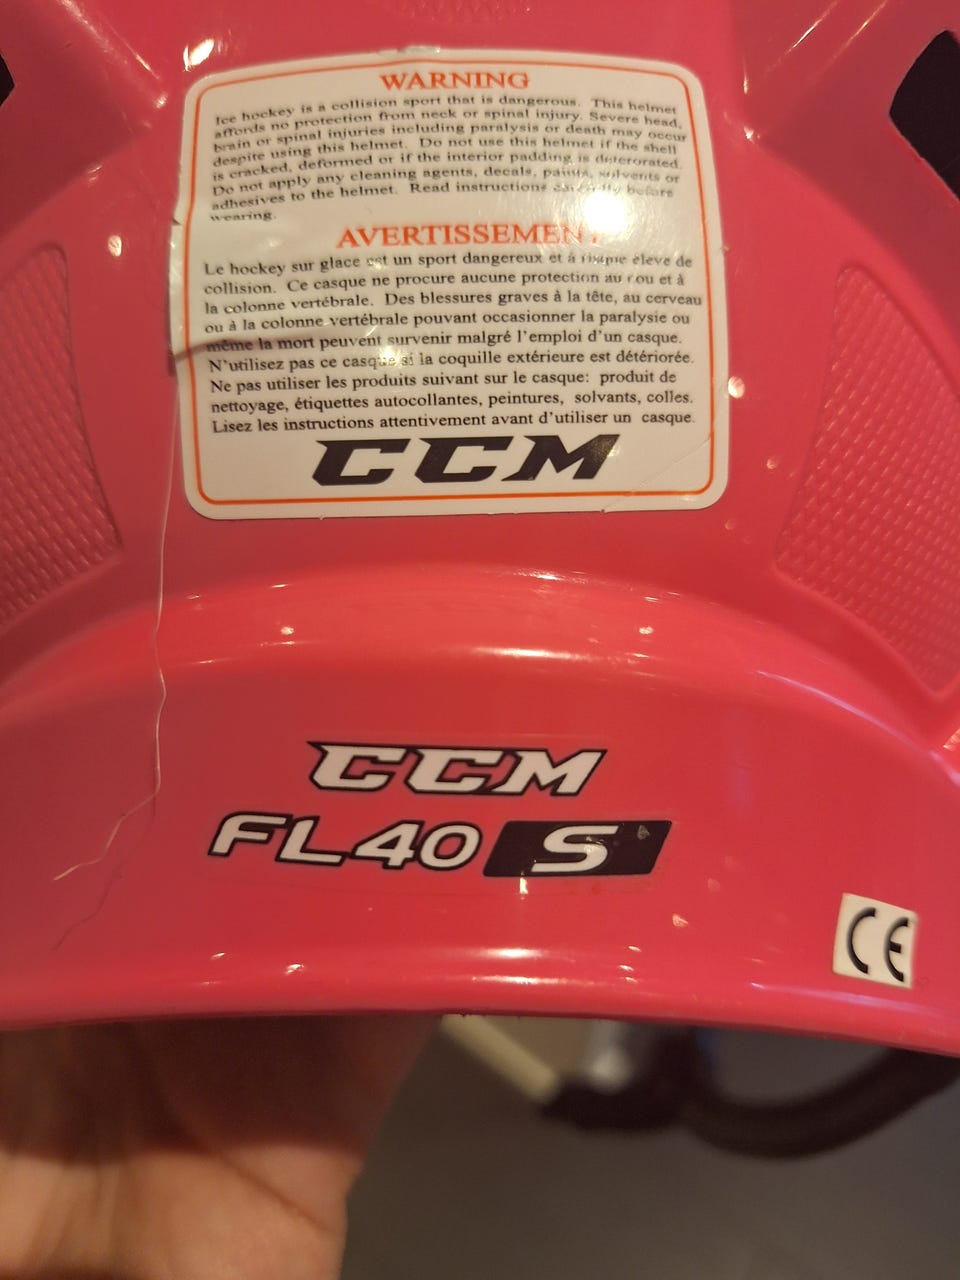 WARNING
Ice hockey is a collision sport that is dangerous. This helmet
affords no protection from neck or spinal injury. Severe head,
brain or spinal injuries including paralysis or death may occur
despite using this helmet. Do not use this helmet if the shell
is cracked, deformed or if the interior padding is deterorated.
Do not apply any cleaning agents, decals, paints, solvents or
adhesives to the helmet. Read instructions carefully before
wearing.
AVERTISSEMENT
Le hockey sur glace est un sport dangereux et à risque élevé de
collision. Ce casque ne procure aucune protection au cou et à
la colonne vertébrale. Des blessures graves à la tête, au cerveau
ou à la colonne vertébrale pouvant occasionner la paralysie ou
même la mort peuvent survenir malgré l'emploi d'un casque.
N'utilisez pas ce casque si la coquille extérieure est détériorée.
Ne pas utiliser les produits suivant sur le casque: produit de
nettoyage, étiquettes autocollantes, peintures, solvants, colles.
Lisez les instructions attentivement avant d'utiliser un casque.
CCM
CCM
FL40 S
CE